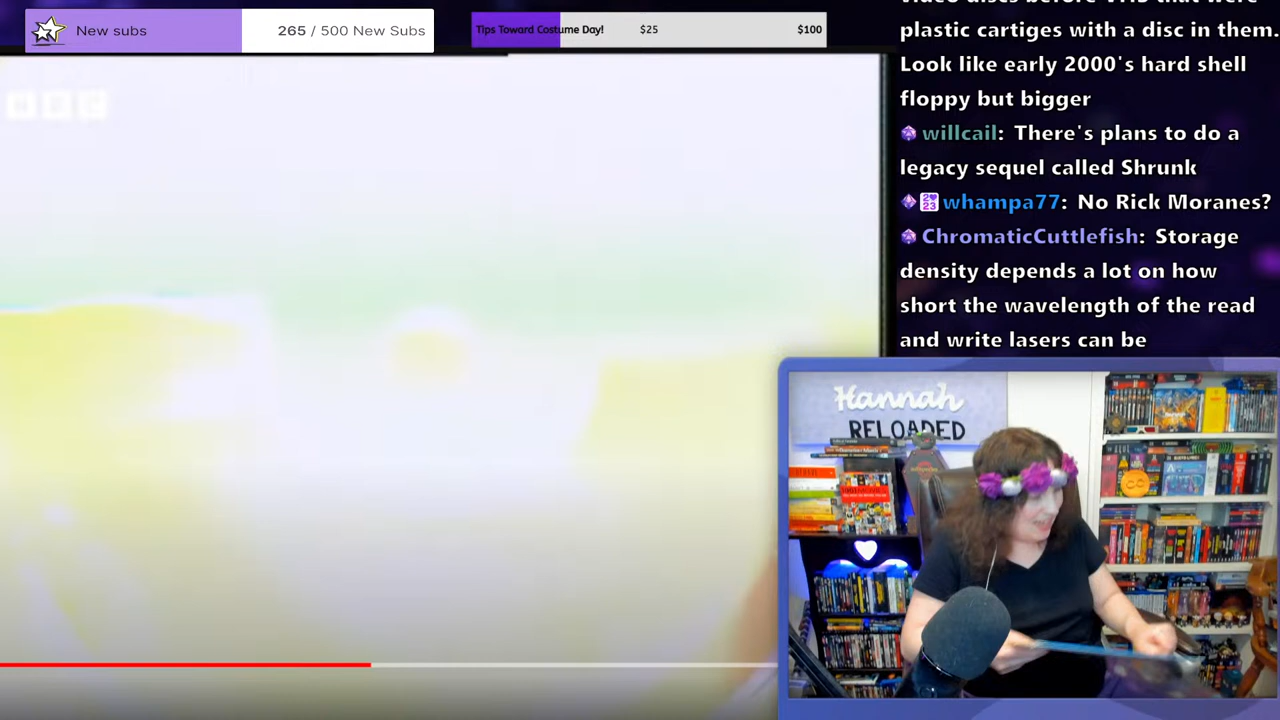 New subs
265 / 500 New Subs
Tips Toward Costume Day!
$25
$100
plastic cartiges with a disc in them.
Look like early 2000's hard shell
floppy but bigger
willcail: There's plans to do a
legacy sequel called Shrunk
whampa77: No Rick Moranes?
ChromaticCuttlefish: Storage
density depends a lot on how
short the wavelength of the read
and write lasers can be
Hannah
RELOADED